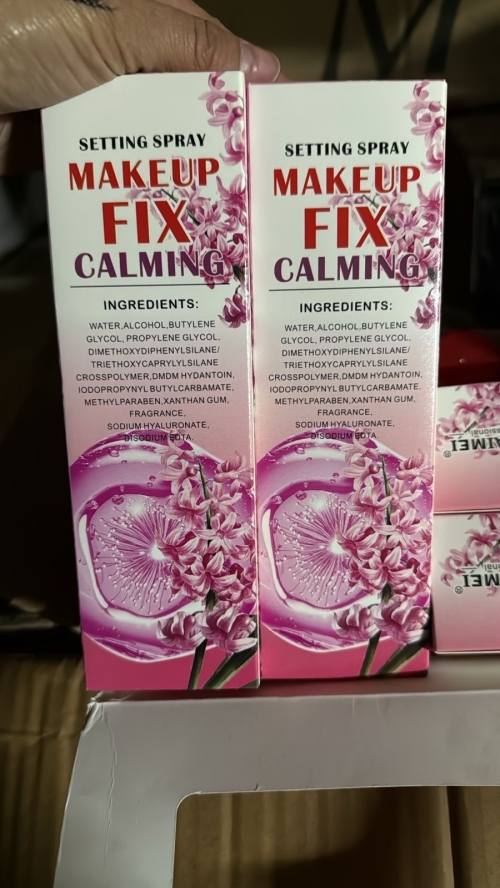 SETTING SPRAY
MAKEUP
FIX
CALMING
INGREDIENTS:
WATER,ALCOHOL,BUTYLENE
GLYCOL, PROPYLENE GLYCOL,
DIMETHOXYDIPHENYLSILANE/
TRIETHOXYCAPRYLYLSILANE
CROSSPOLYMER,DMDM HYDANTOIN,
IODOPROPYNYL BUTYLCARBAMATE,
METHYLPARABEN,XANTHAN GUM,
FRAGRANCE,
SODIUM HYALURONATE,
DISODIUM EDTA.
SETTING SPRAY
MAKEUP
FIX
CALMING
INGREDIENTS:
WATER,ALCOHOL,BUTYLENE
GLYCOL, PROPYLENE GLYCOL,
DIMETHOXYDIPHENYLSILANE/
TRIETHOXYCAPRYLYLSILANE
CROSSPOLYMER,DMDM HYDANTOIN,
IODOPROPYNYL BUTYLCARBAMATE,
METHYLPARABEN,XANTHAN GUM,
FRAGRANCE,
SODIUM HYALURONATE,
DISODIUM EDTA.